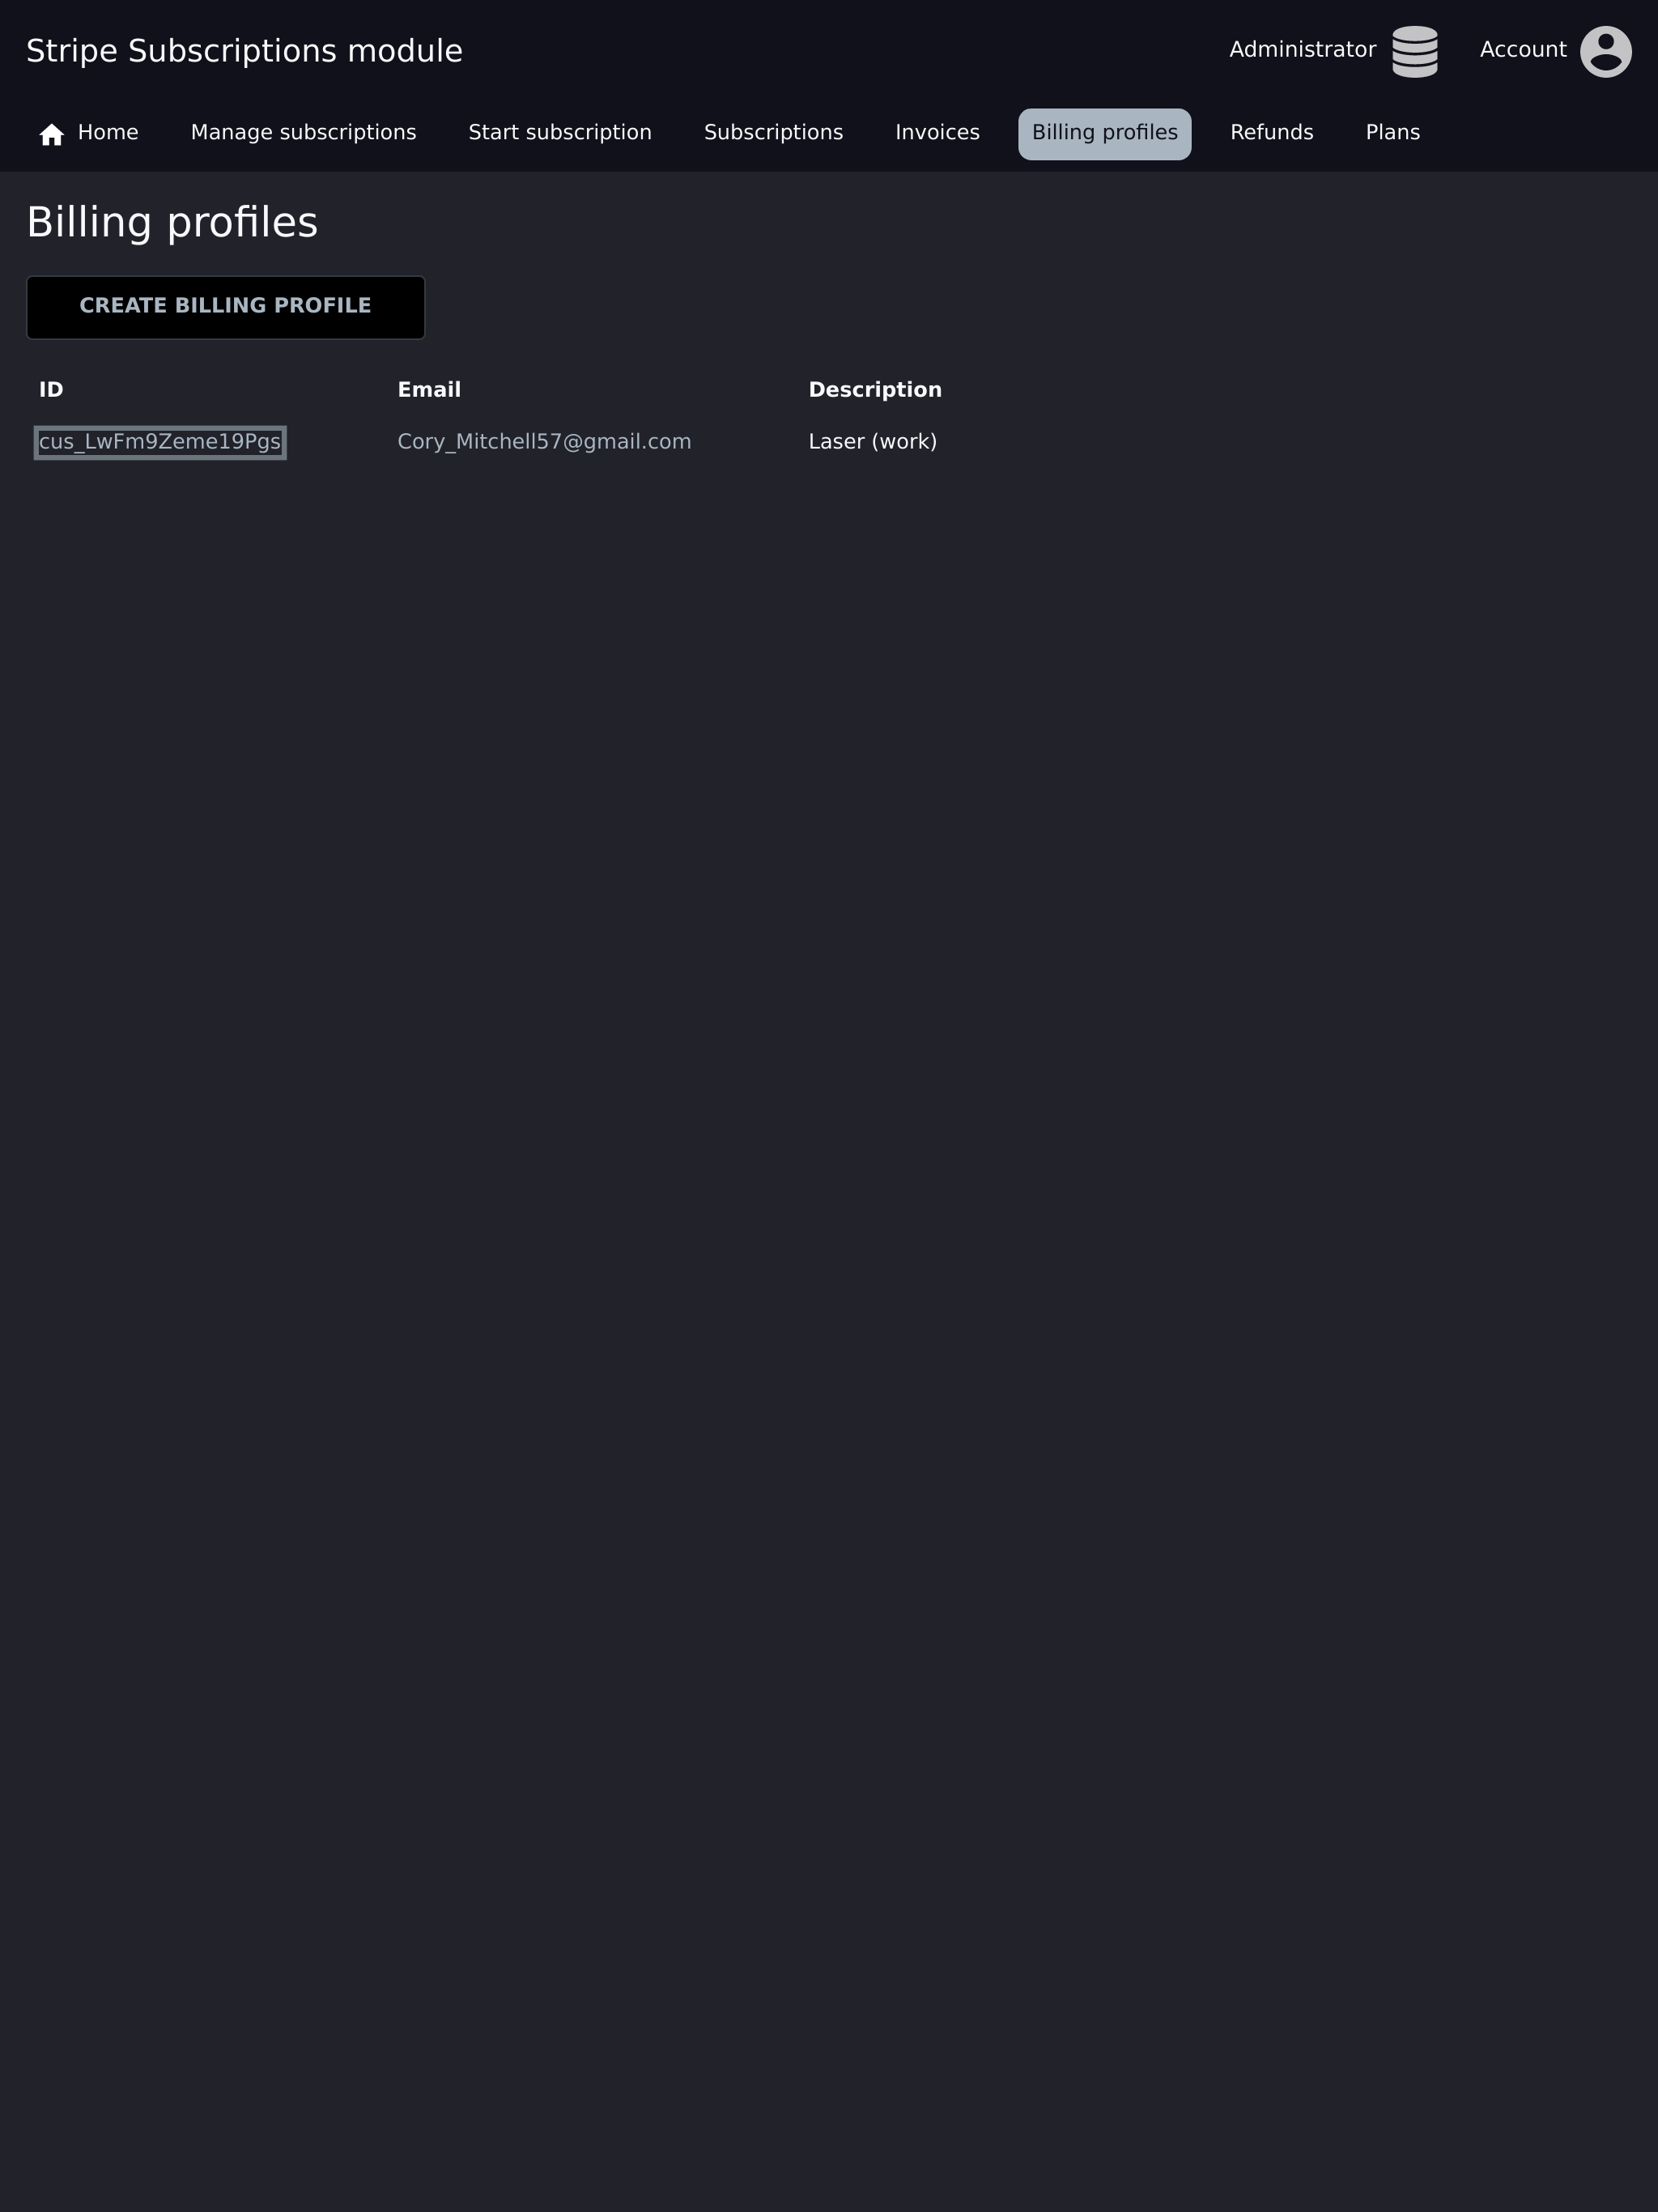 Stripe Subscriptions module
Administrator
Account
Home Manage subscriptions Start subscription Subscriptions Invoices Billing profiles Refunds Plans
Billing profiles
CREATE BILLING PROFILE
ID Email Description
cus_LwFm9Zeme19Pgs Cory_Mitchell57@gmail.com Laser (work)